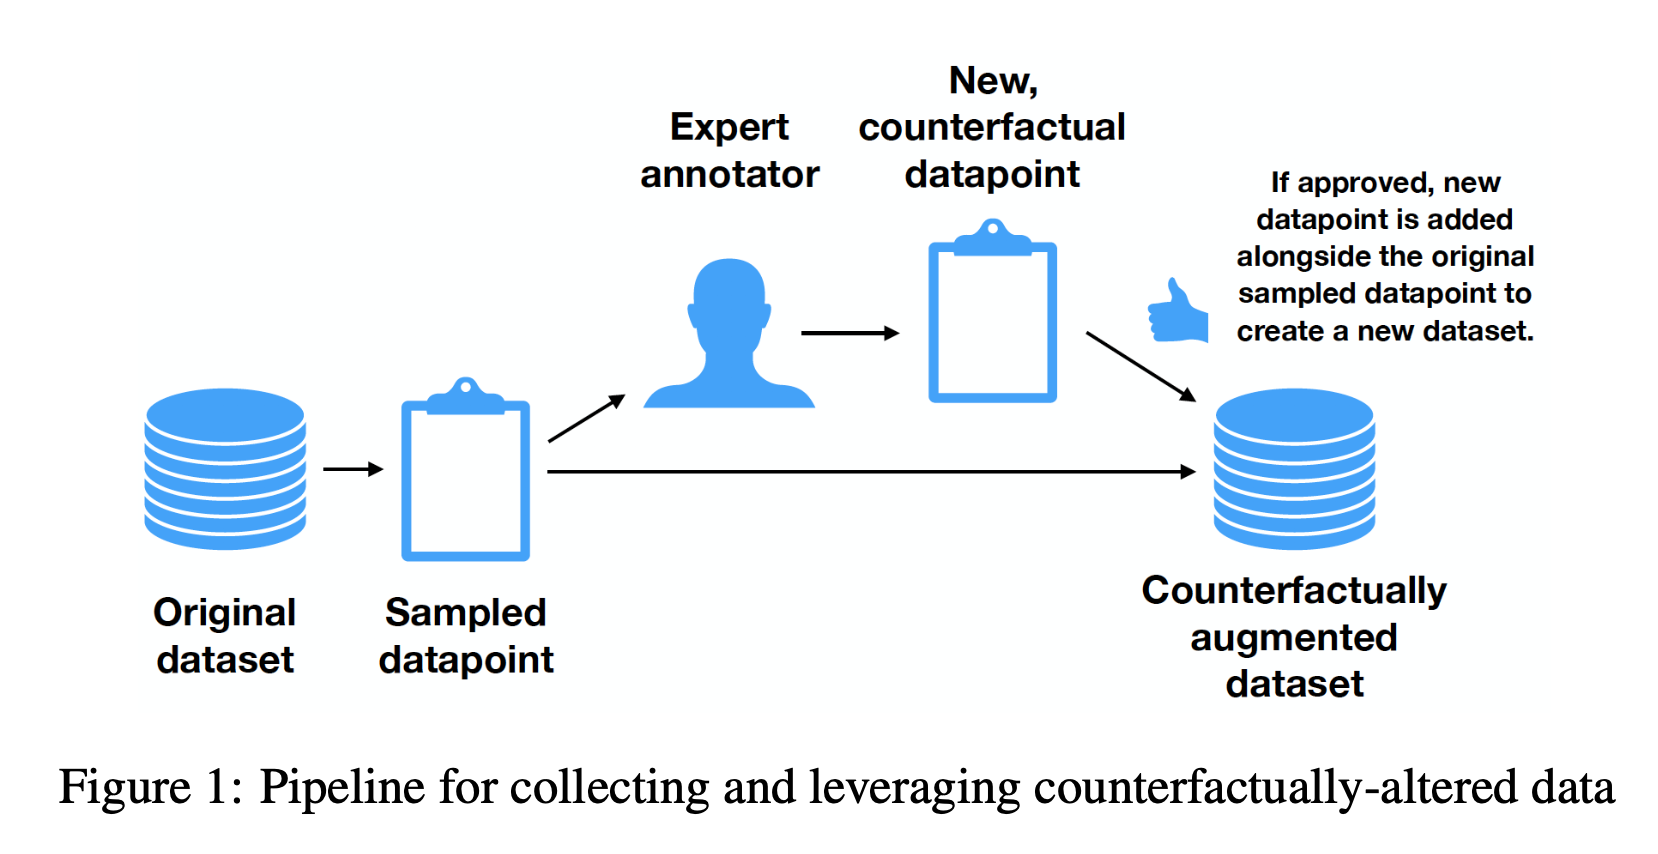 New,
counterfactual
datapoint
Expert
annotator
If approved, new
datapoint is added
alongside the original
sampled datapoint to
create a new dataset.
Original
dataset
Sampled
datapoint
Counterfactually
augmented
dataset
Figure 1: Pipeline for collecting and leveraging counterfactually-altered data